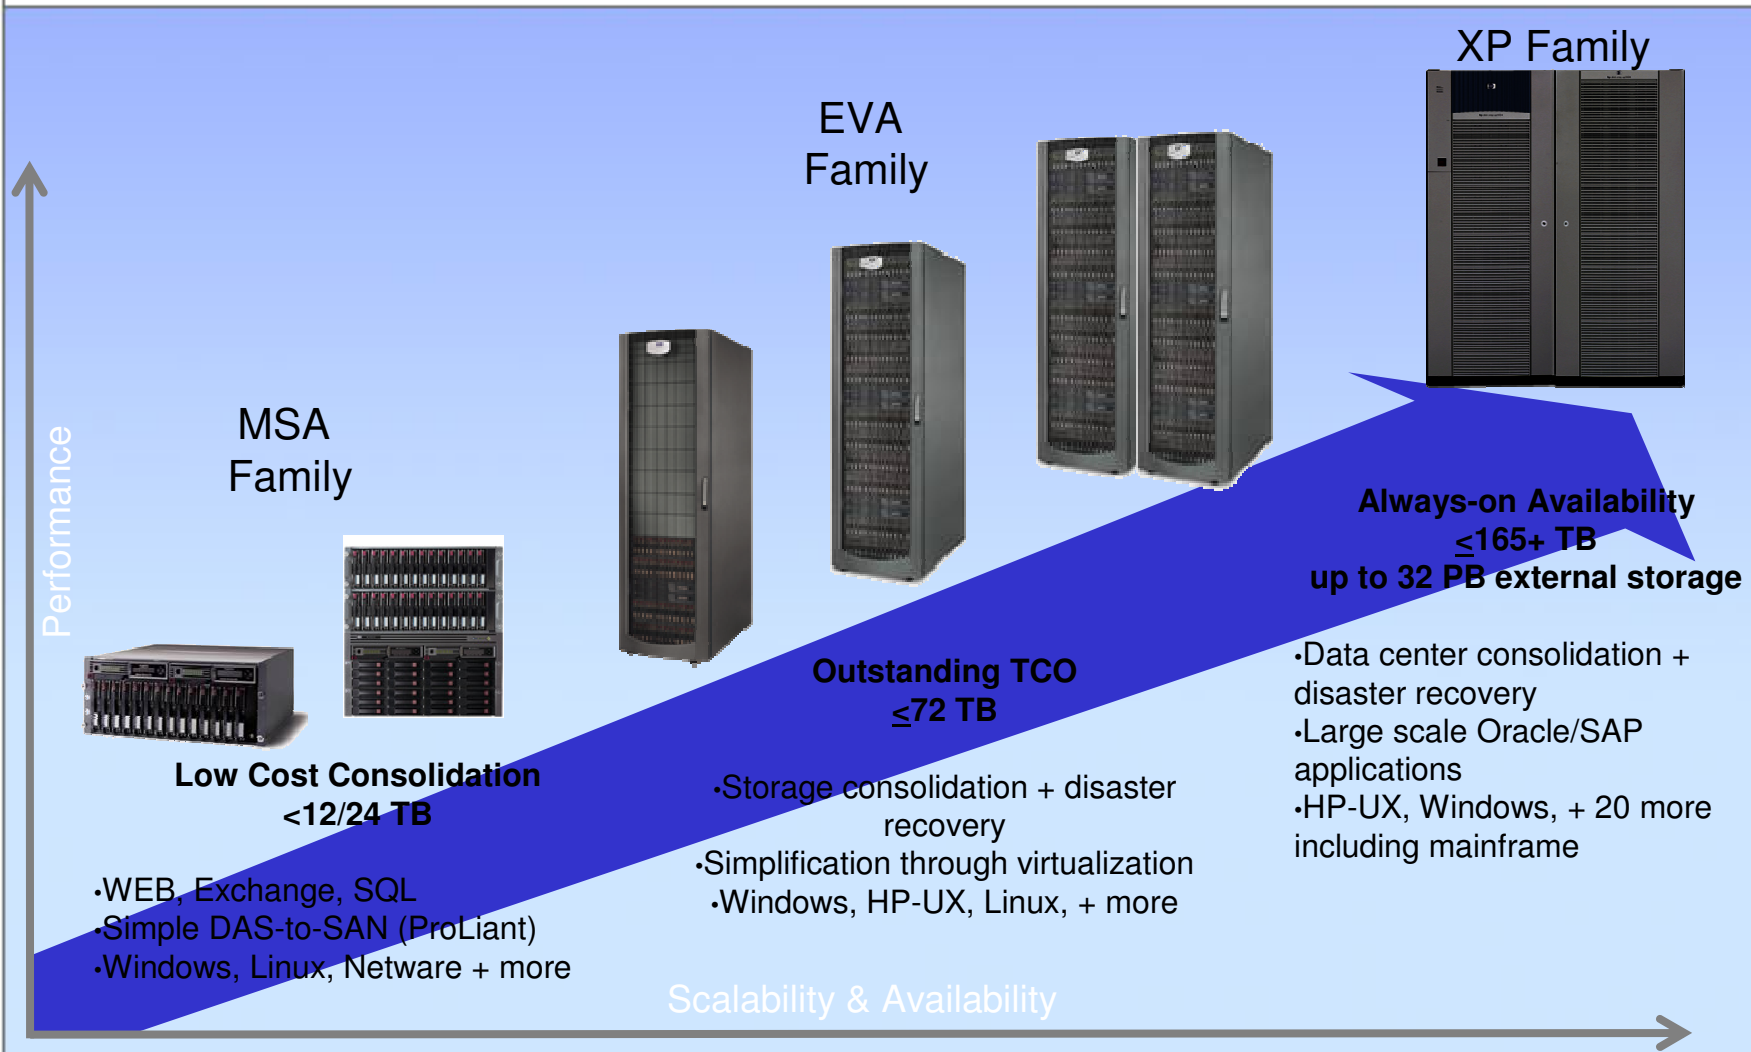 XP Family
EVA
Family
MSA
Family
Performance
Always-on Availability
≤165+ TB
up to 32 PB external storage
•Data center consolidation +
disaster recovery
•Large scale Oracle/SAP
applications
•HP-UX, Windows, + 20 more
including mainframe
Outstanding TCO
≤72 TB
•Storage consolidation + disaster
recovery
•Simplification through virtualization
•Windows, HP-UX, Linux, + more
Low Cost Consolidation
<12/24 TB
•WEB, Exchange, SQL
•Simple DAS-to-SAN (ProLiant)
•Windows, Linux, Netware + more
Scalability & Availability